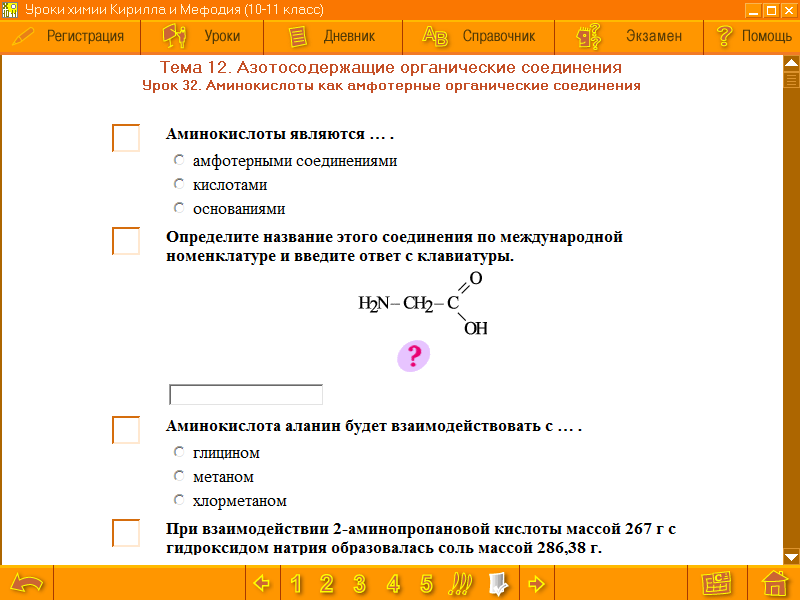 Уроки химии Кирилла и Мефодия (10-11 класс)
Регистрация
Уроки
Дневник
Справочник
Экзамен
Помощь
Тема 12. Азотосодержащие органические соединения
Урок 32. Аминокислоты как амфотерные органические соединения
Аминокислоты являются … .
амфотерными соединениями
кислотами
основаниями
Определите название этого соединения по международной
номенклатуре и введите ответ с клавиатуры.
O
H2N – CH2 – C
OH
?
Аминокислота аланин будет взаимодействовать с … .
глицином
метаном
хлорметаном
При взаимодействии 2-аминопропановой кислоты массой 267 г с
гидроксидом натрия образовалась соль массой 286,38 г.
1 2 3 4 5